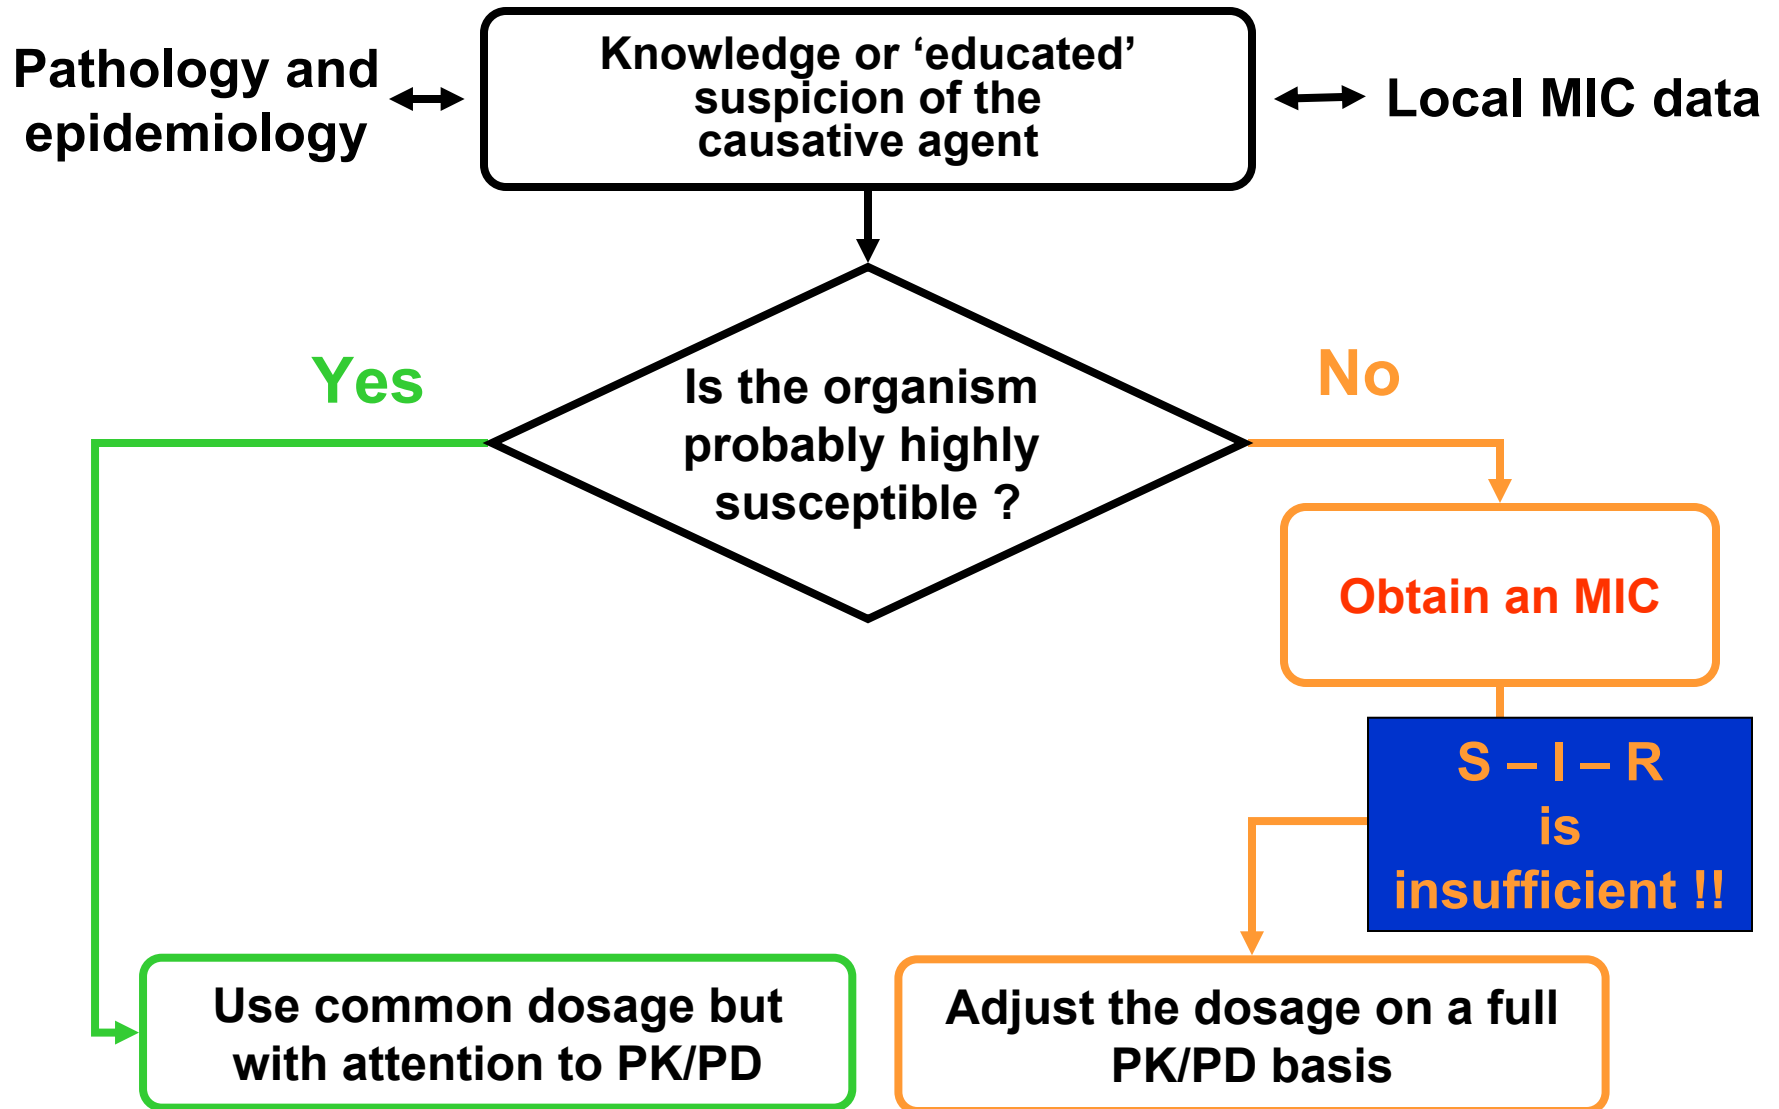 Pathology and
epidemiology
Knowledge or ‘educated’
suspicion of the
causative agent
Local MIC data
Yes
Is the organism
probably highly
susceptible ?
No
Obtain an MIC
S – I – R
is
insufficient !!
Use common dosage but
with attention to PK/PD
Adjust the dosage on a full
PK/PD basis